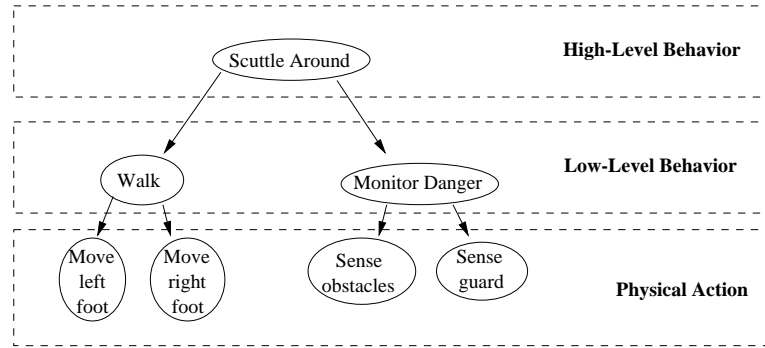 High-Level Behavior
Scuttle Around
Low-Level Behavior
Walk
Monitor Danger
Move
left
foot
Move
right
foot
Sense
obstacles
Sense
guard
Physical Action